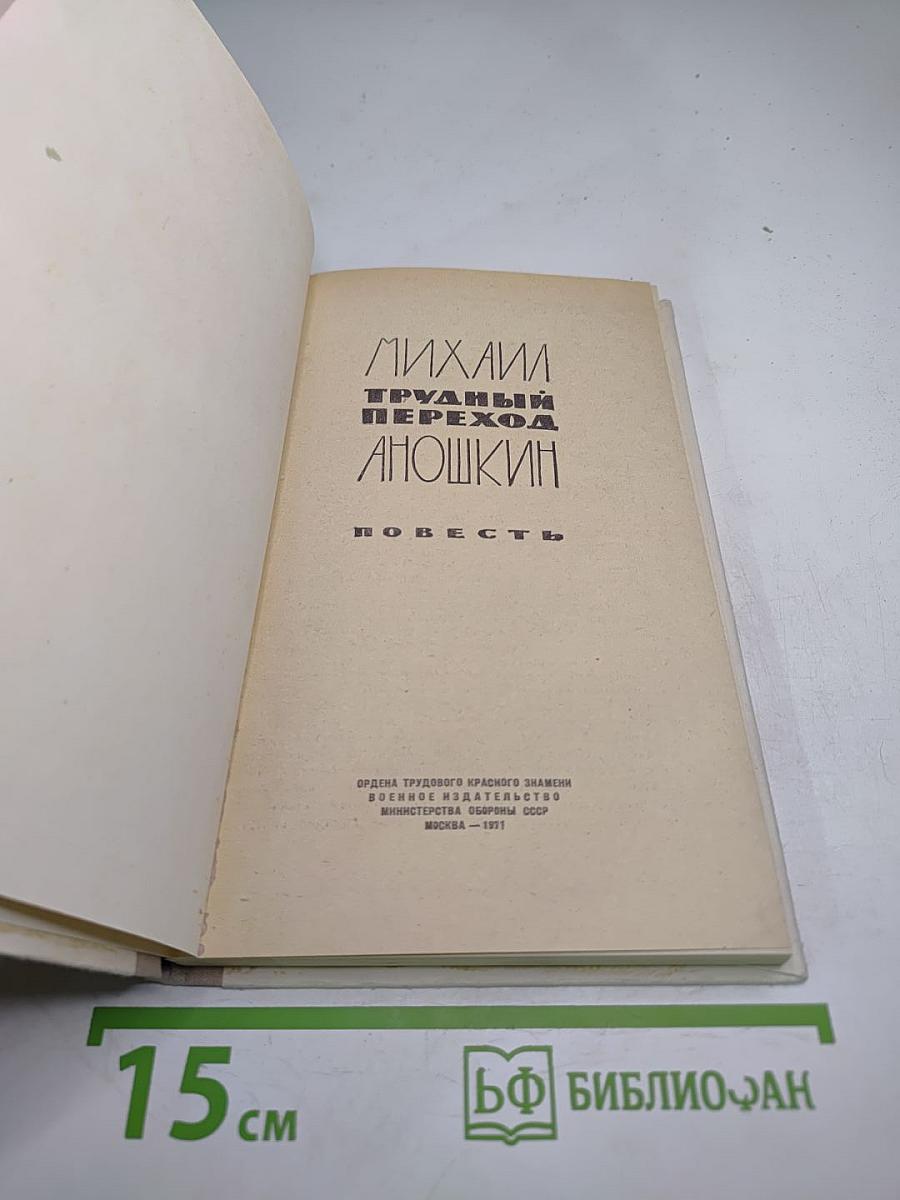 МИХАИЛ
ТРУДНЫЙ
ПЕРЕХОД
АНОШКИН
ПОВЕСТЬ
ОРДЕНА ТРУДОВОГО КРАСНОГО ЗНАМЕНИ
ВОЕННОЕ ИЗДАТЕЛЬСТВО
МИНИСТЕРСТВА ОБОРОНЫ СССР
МОСКВА — 1971
15 см
БФ БИБЛИОФАН